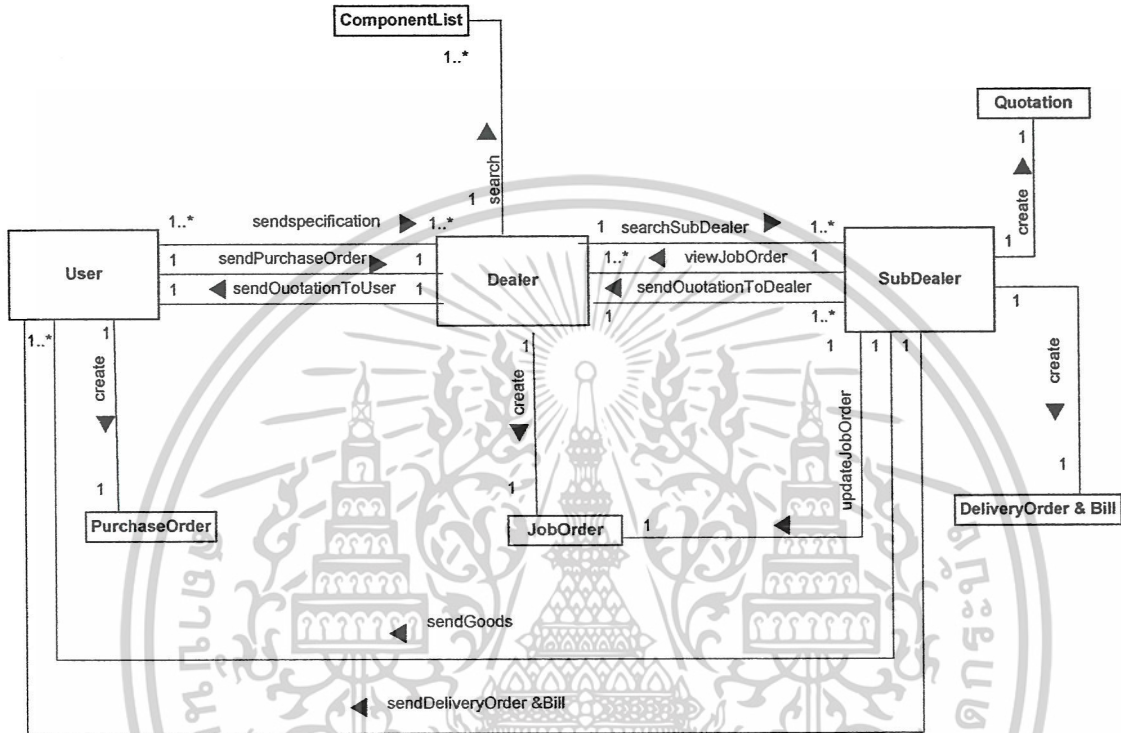 ComponentList
1..*
search
1
Quotation
1
create
1
1..* sendspecification 1..*
1 searchSubDealer 1..*
User
1 sendPurchaseOrder 1
Dealer
1..* viewJobOrder 1
SubDealer
1 sendOuotationToUser 1
sendOuotationToDealer
1 1..*
1..*
1
create
1
PurchaseOrder
1
create
1
JobOrder
1 1 1
updateJobOrder
1
1
create
1
DeliveryOrder & Bill
sendGoods
sendDeliveryOrder &Bill